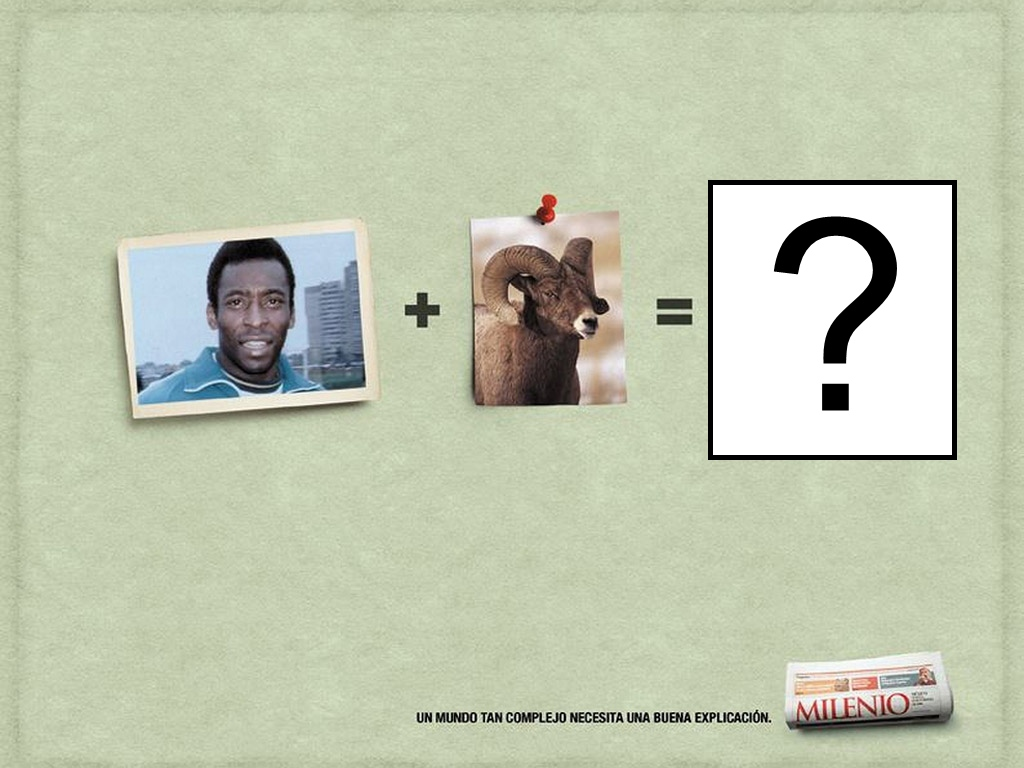 +
=
?
UN MUNDO TAN COMPLEJO NECESITA UNA BUENA EXPLICACIÓN.
MILENIO